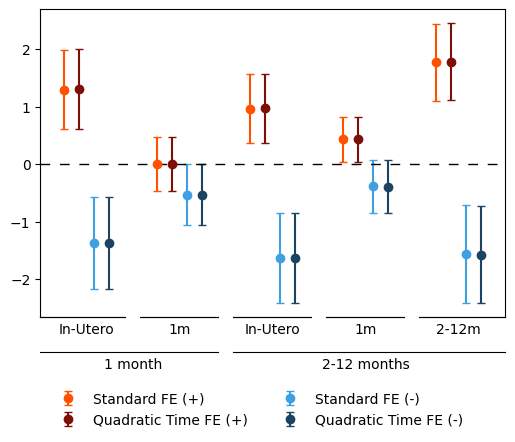 2
1
0
−1
−2
In-Utero 1m In-Utero 1m 2-12m
1 month 2-12 months
Standard FE (+) Standard FE (-)
Quadratic Time FE (+) Quadratic Time FE (-)